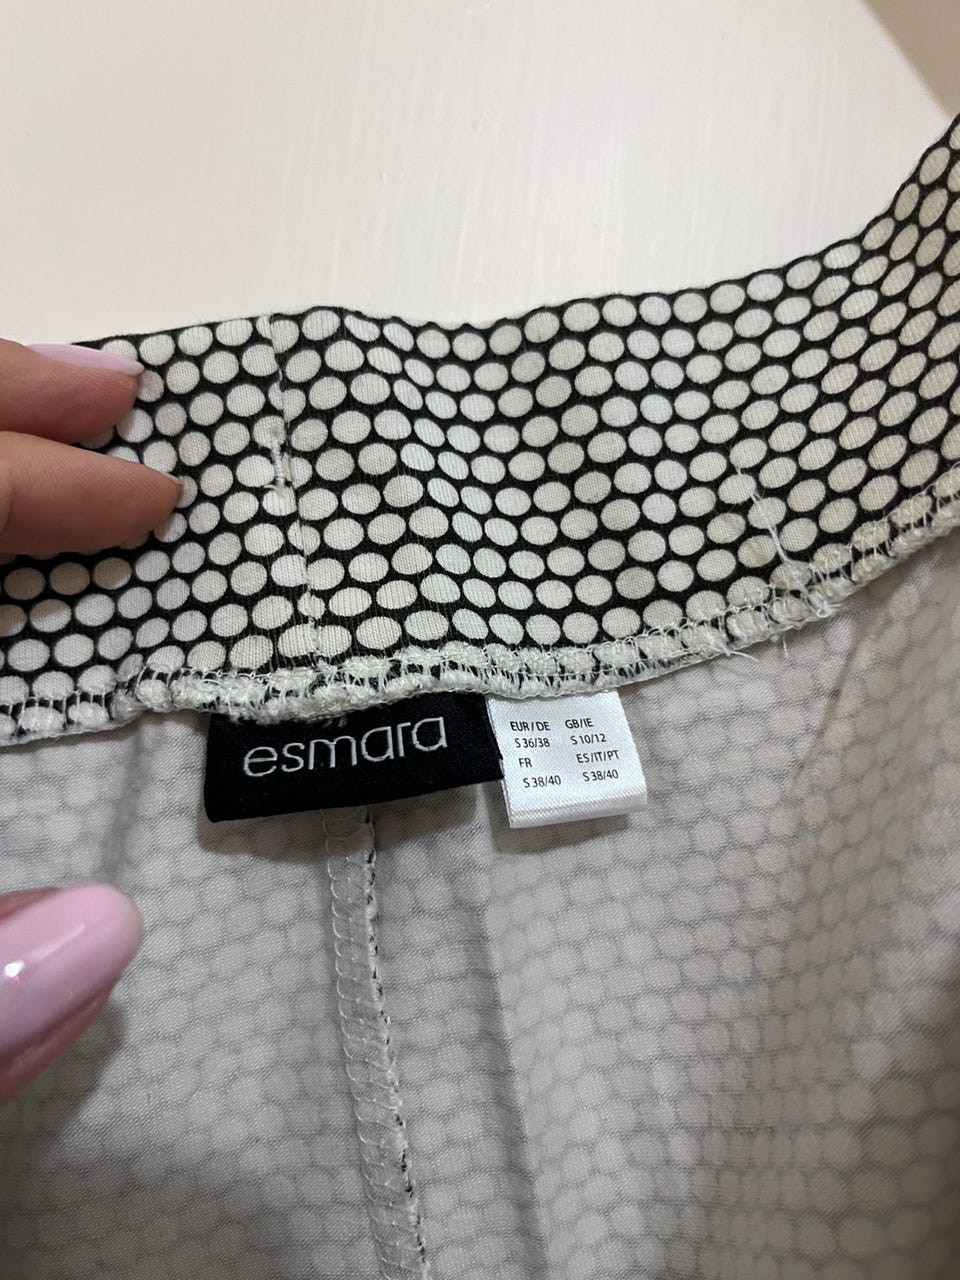 esmara
EUR/DE GB/IE
S 36/38 S 10/12
FR ES/IT/PT
S 38/40 S 38/40